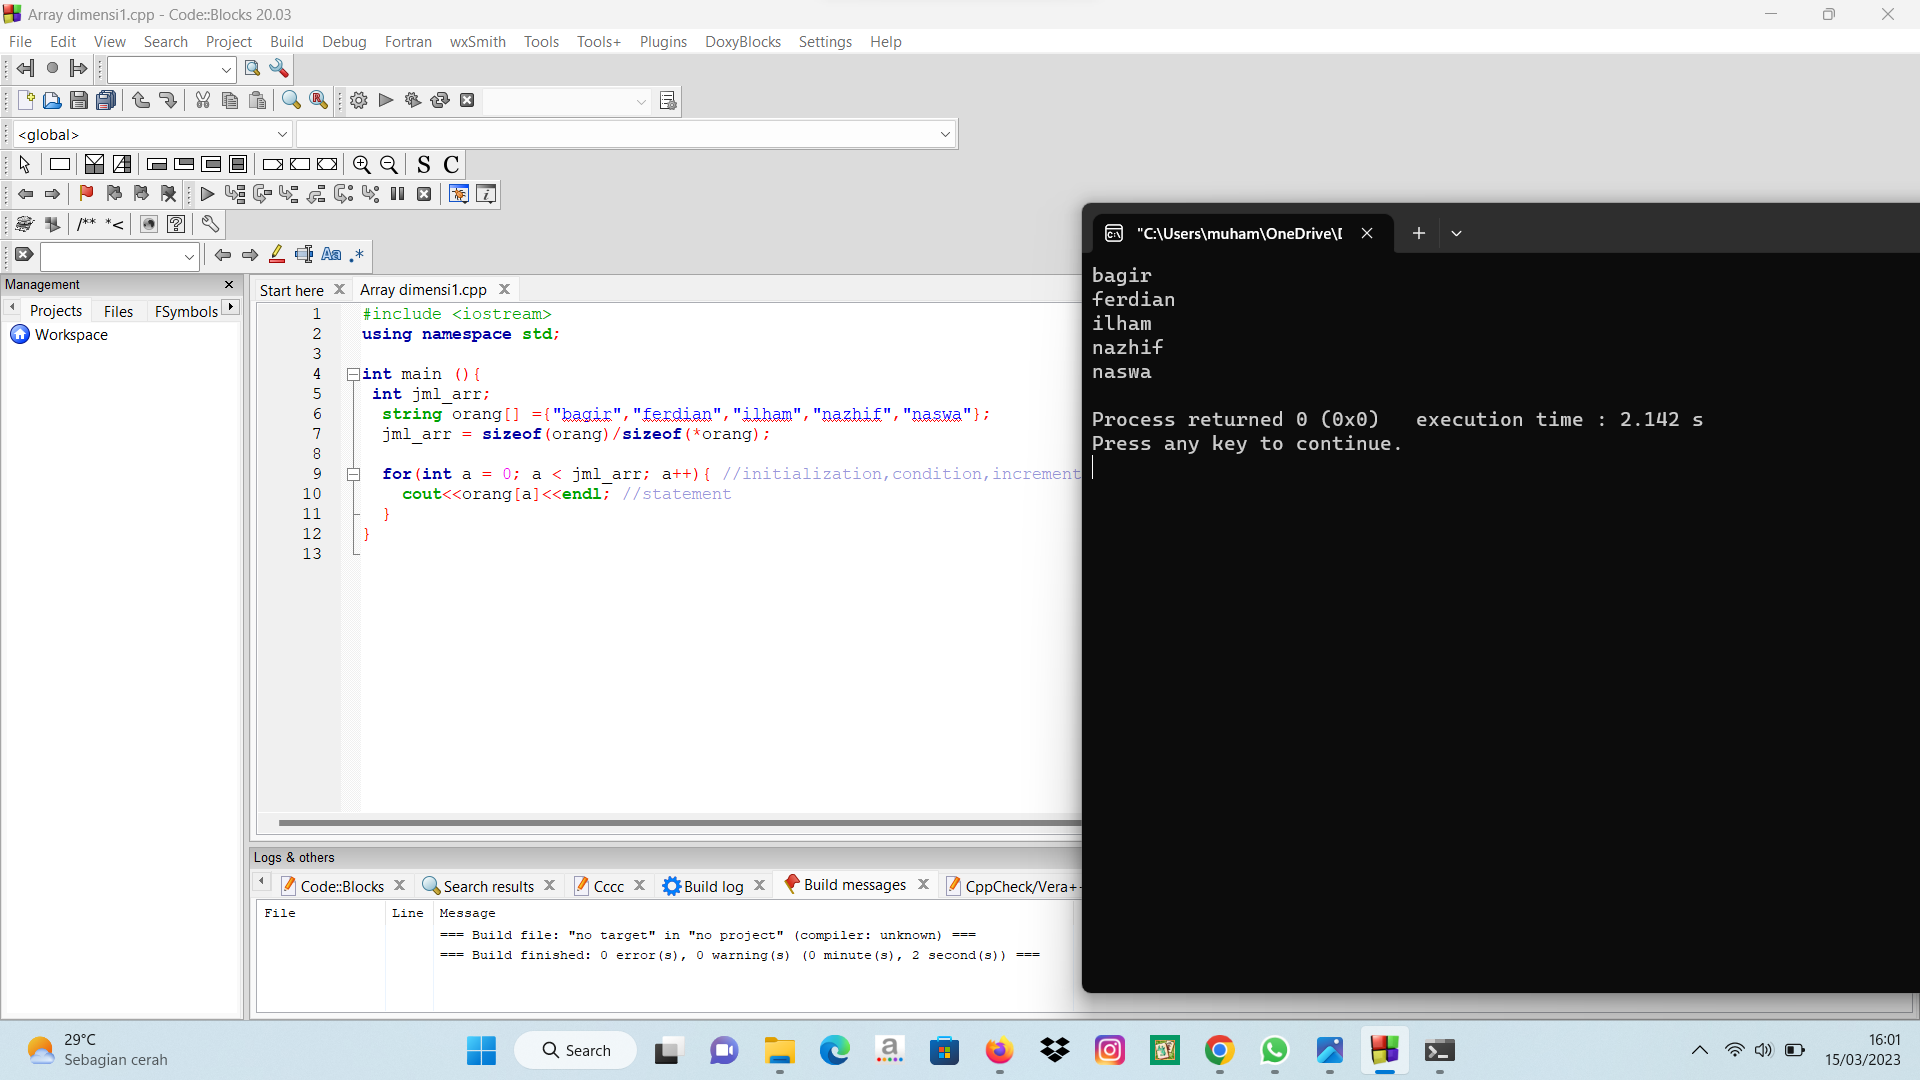 Array dimensi1.cpp - Code::Blocks 20.03
File Edit View Search Project Build Debug Fortran wxSmith Tools Tools+ Plugins DoxyBlocks Settings Help
<global>
S C
/** *<
Aa .*
Management
Projects Files FSymbols
Workspace
Start here Array dimensi1.cpp
1 #include <iostream>
2 using namespace std;
3
4 int main (){
5 int jml_arr;
6 string orang[] ={"bagir","ferdian","ilham","nazhif","naswa"};
7 jml_arr = sizeof(orang)/sizeof(*orang);
8
9 for(int a = 0; a < jml_arr; a++){ //initialization,condition,increment
10 cout<<orang[a]<<endl; //statement
11 }
12 }
13
"C:\Users\muham\OneDrive\
bagir
ferdian
ilham
nazhif
naswa
Process returned 0 (0x0) execution time : 2.142 s
Press any key to continue.
Logs & others
Code::Blocks Search results Cccc Build log Build messages CppCheck/Vera+
File Line Message
=== Build file: "no target" in "no project" (compiler: unknown) ===
=== Build finished: 0 error(s), 0 warning(s) (0 minute(s), 2 second(s)) ===
29°C
Sebagian cerah
Search
16:01
15/03/2023